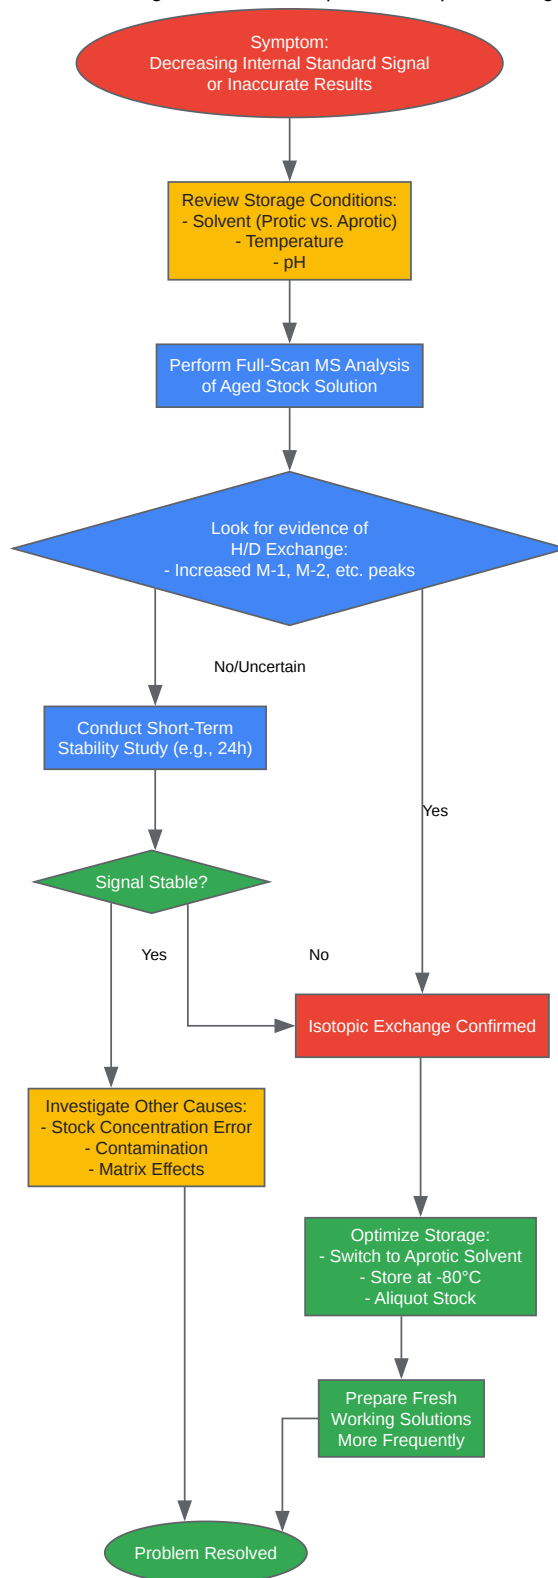 Symptom:
Decreasing Internal Standard Signal
or Inaccurate Results
Review Storage Conditions:
- Solvent (Protic vs. Aprotic)
- Temperature
- pH
Perform Full-Scan MS Analysis
of Aged Stock Solution
Look for evidence of
H/D Exchange:
- Increased M-1, M-2, etc. peaks
No/Uncertain
Conduct Short-Term
Stability Study (e.g., 24h)
Yes
Signal Stable?
Yes
No
Isotopic Exchange Confirmed
Investigate Other Causes:
- Stock Concentration Error
- Contamination
- Matrix Effects
Optimize Storage:
- Switch to Aprotic Solvent
- Store at -80°C
- Aliquot Stock
Prepare Fresh
Working Solutions
More Frequently
Problem Resolved